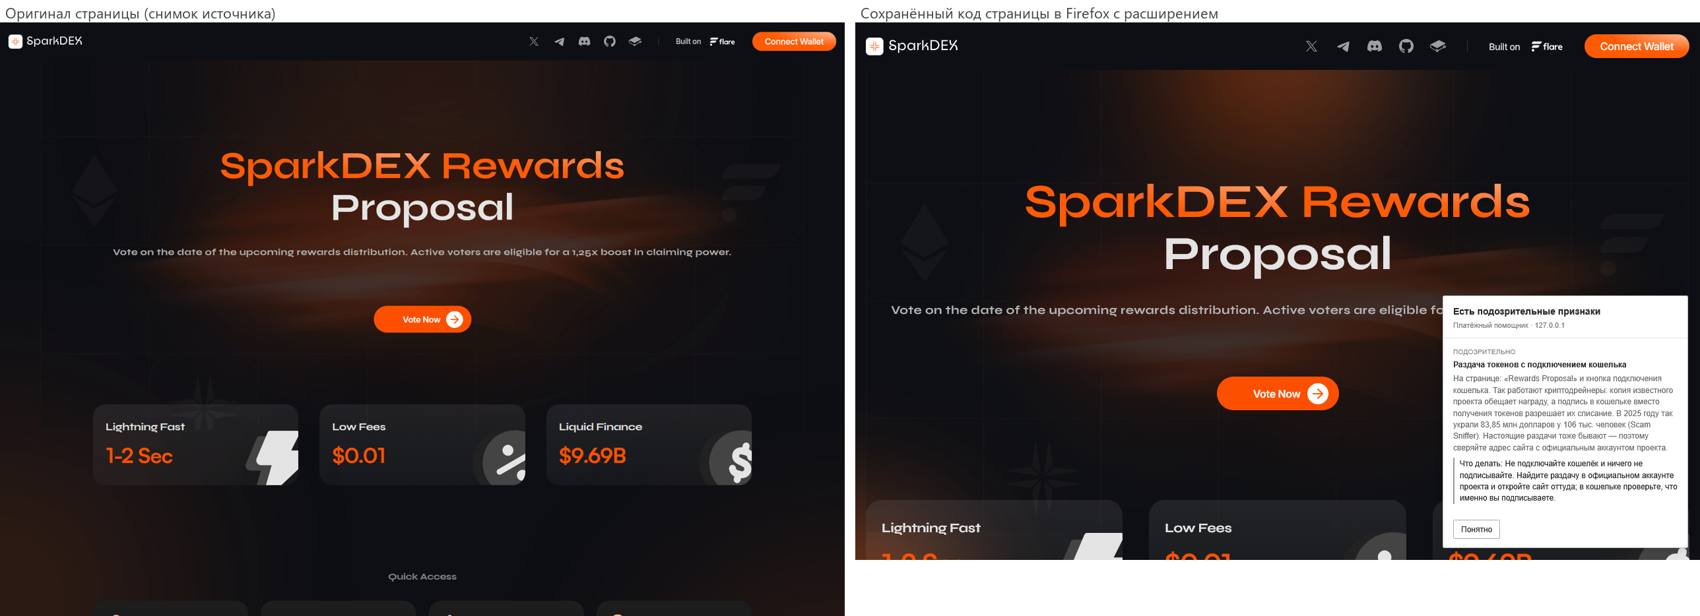 Оригинал страницы (снимок источника)
SparkDEX
Built on flare
Connect Wallet
SparkDEX Rewards
Proposal
Vote on the date of the upcoming rewards distribution. Active voters are eligible for a 1,25x boost in claiming power.
Vote Now
Lightning Fast
1-2 Sec
Low Fees
$0.01
Liquid Finance
$9.69B
Quick Access
Сохранённый код страницы в Firefox с расширением
SparkDEX
Built on flare
Connect Wallet
SparkDEX Rewards
Proposal
Vote on the date of the upcoming rewards distribution. Active voters are eligible fo
Vote Now
Lightning Fast
Low Fees
$0.01
$9.69B
Есть подозрительные признаки
Платёжный помощник · 127.0.0.1
ПОДОЗРИТЕЛЬНО
Раздача токенов с подключением кошелька
На странице: «Rewards Proposal» и кнопка подключения
кошелька. Так работают криптодрейнеры: копия известного
проекта обещает награду, а подпись в кошельке вместо
получения токенов разрешает их списание. В 2025 году так
украли 83,85 млн долларов у 106 тыс. человек (Scam
Sniffer). Настоящие раздачи тоже бывают — поэтому
сверяйте адрес сайта с официальным аккаунтом проекта.
Что делать: Не подключайте кошелёк и ничего не
подписывайте. Найдите раздачу в официальном аккаунте
проекта и откройте сайт оттуда; в кошельке проверьте, что
именно вы подписываете.
Понятно